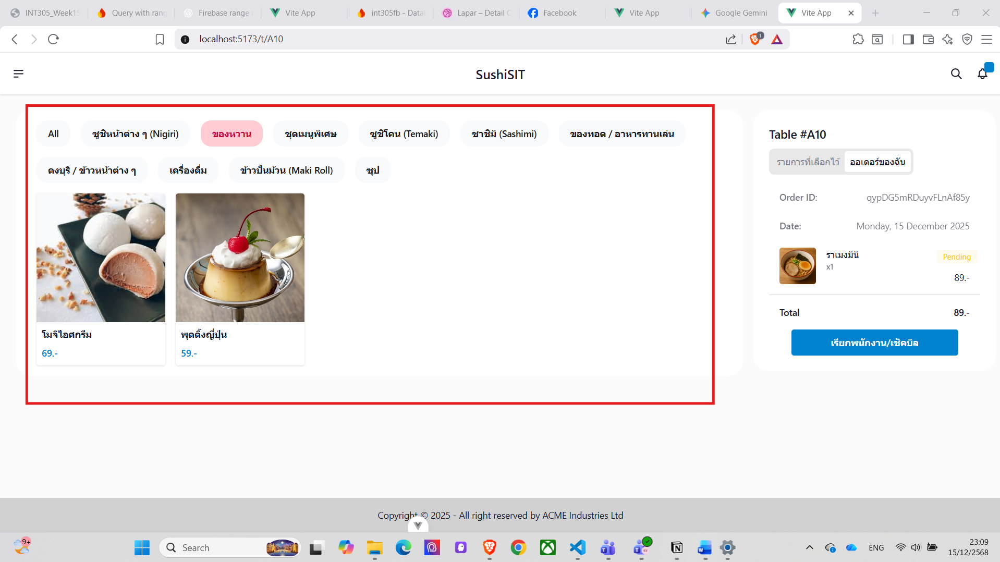 INT305_Week15
Query with rang
Firebase range
Vite App
int305fb - Data
Lapar – Detail
Facebook
Vite App
Google Gemini
Vite App
localhost:5173/t/A10
1
SushiSIT
All
ซูชิหน้าต่าง ๆ (Nigiri)
ของหวาน
ชุดเมนูพิเศษ
ซูชิโคน (Temaki)
ซาชิมิ (Sashimi)
ของทอด / อาหารทานเล่น
ดงบุริ / ข้าวหน้าต่าง ๆ
เครื่องดื่ม
ข้าวปั้นม้วน (Maki Roll)
ซุป
โมจิไอศกรีม
69.-
พุดดิ้งญี่ปุ่น
59.-
Table #A10
รายการที่เลือกไว้
ออเดอร์ของฉัน
Order ID:
qypDG5mRDuyvFLnAf85y
Date:
Monday, 15 December 2025
ราเมงมินิ
Pending
x1
89.-
Total
89.-
เรียกพนักงาน/เช็คบิล
Copyright © 2025 - All right reserved by ACME Industries Ltd
9+
Search
ENG
23:09
15/12/2568